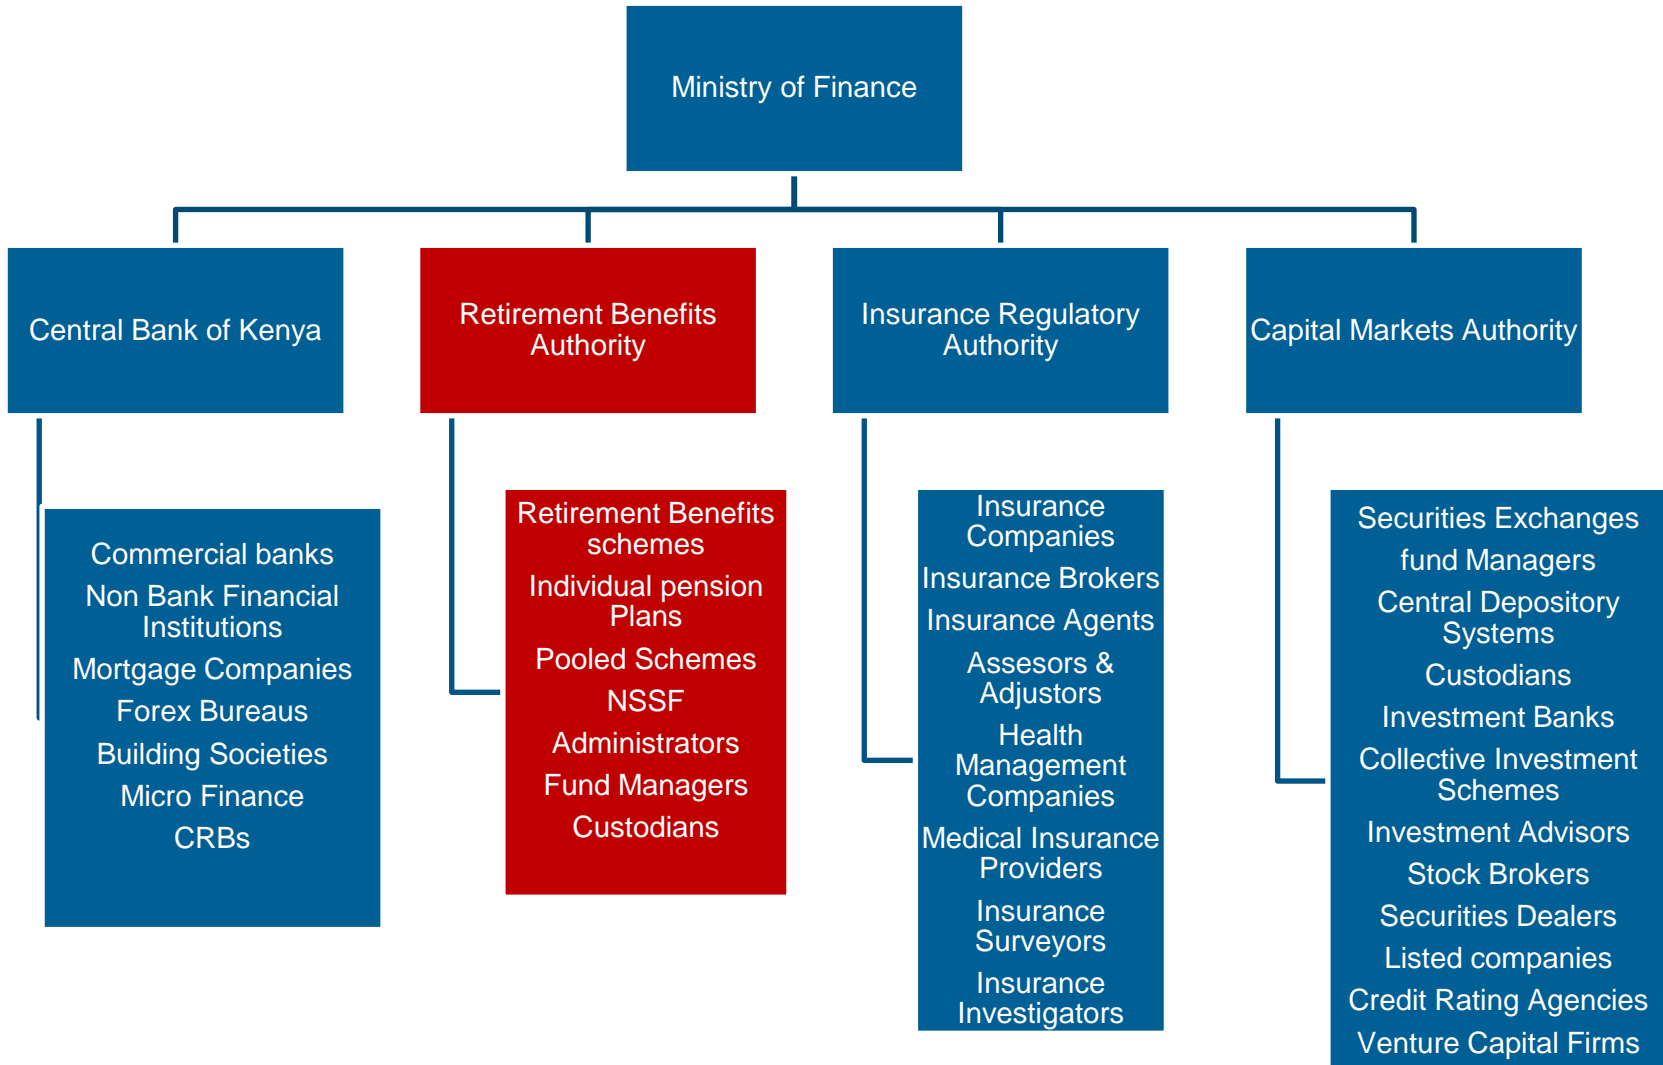 Ministry of Finance
Central Bank of Kenya
Retirement Benefits
Authority
Insurance Regulatory
Authority
Capital Markets Authority
Commercial banks
Non Bank Financial
Institutions
Mortgage Companies
Forex Bureaus
Building Societies
Micro Finance
CRBs
Retirement Benefits
schemes
Individual pension
Plans
Pooled Schemes
NSSF
Administrators
Fund Managers
Custodians
Insurance
Companies
Insurance Brokers
Insurance Agents
Assesors &
Adjustors
Health
Management
Companies
Medical Insurance
Providers
Insurance
Surveyors
Insurance
Investigators
Securities Exchanges
fund Managers
Central Depository
Systems
Custodians
Investment Banks
Collective Investment
Schemes
Investment Advisors
Stock Brokers
Securities Dealers
Listed companies
Credit Rating Agencies
Venture Capital Firms